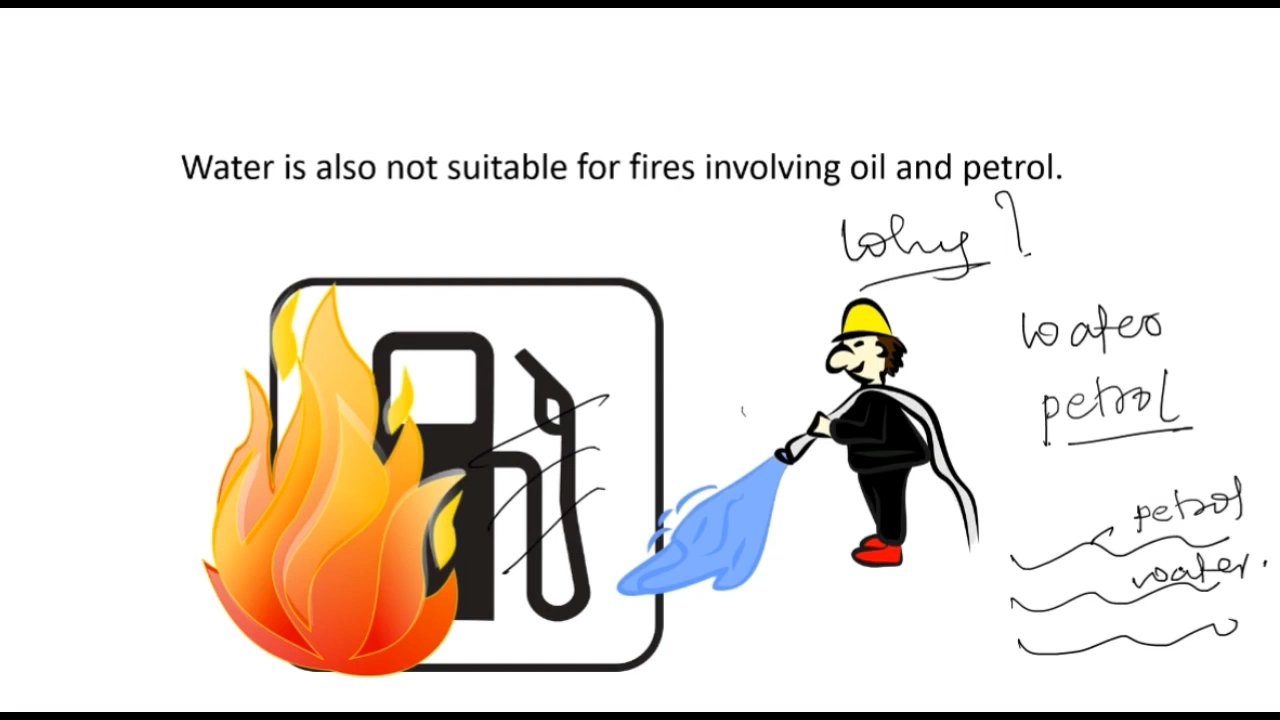 Water is also not suitable for fires involving oil and petrol.
Why ?
water
petrol
petrol
water.